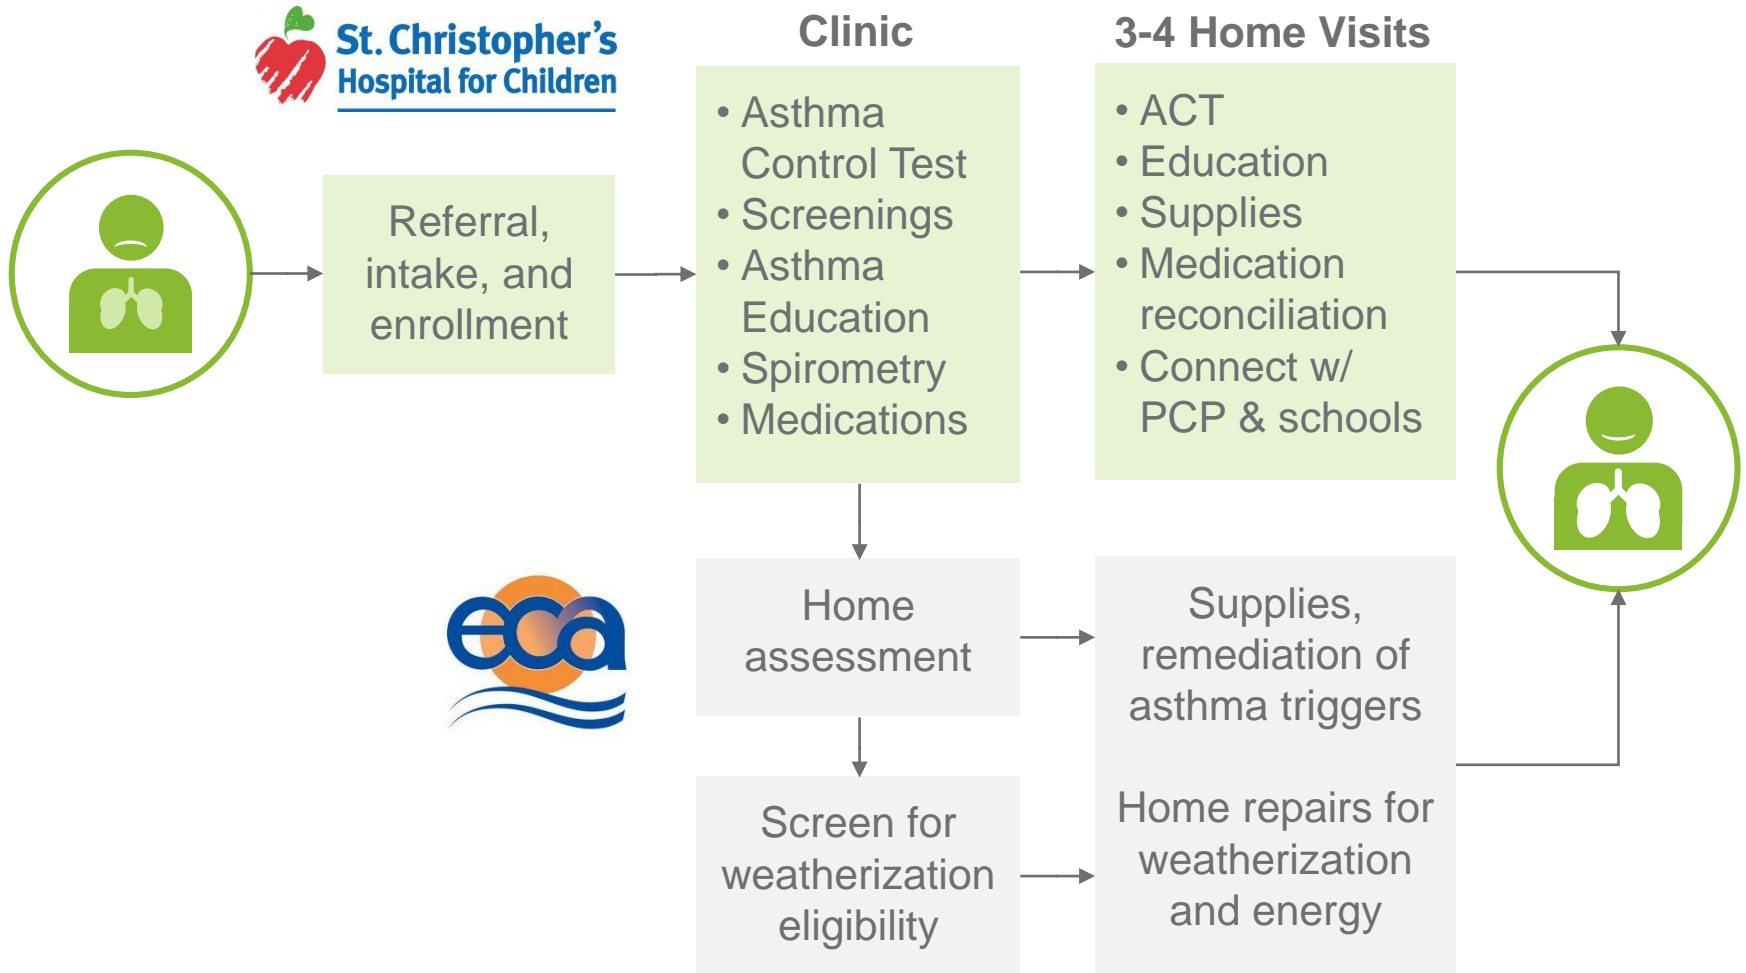 St. Christopher's
Hospital for Children
Clinic
3-4 Home Visits
Referral,
intake, and
enrollment
• Asthma
Control Test
• Screenings
• Asthma
Education
• Spirometry
• Medications
• ACT
• Education
• Supplies
• Medication
reconciliation
• Connect w/
PCP & schools
eca
Home
assessment
Supplies,
remediation of
asthma triggers
Screen for
weatherization
eligibility
Home repairs for
weatherization
and energy